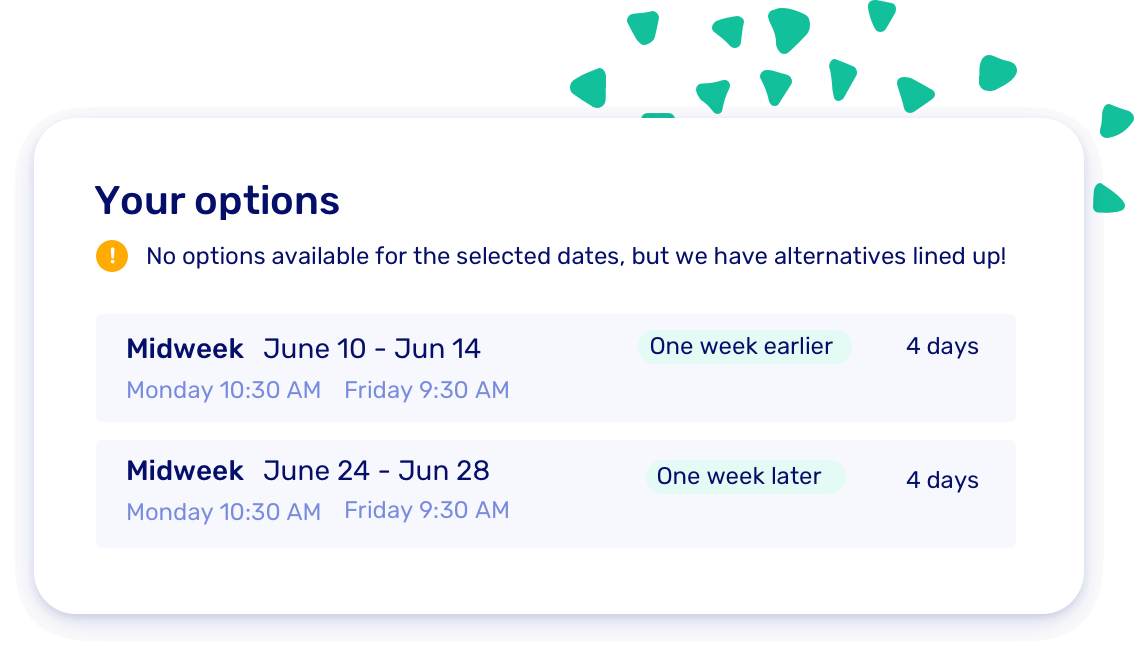 Your options
! No options available for the selected dates, but we have alternatives lined up!
Midweek June 10 - Jun 14 One week earlier 4 days
Monday 10:30 AM Friday 9:30 AM
Midweek June 24 - Jun 28 One week later 4 days
Monday 10:30 AM Friday 9:30 AM